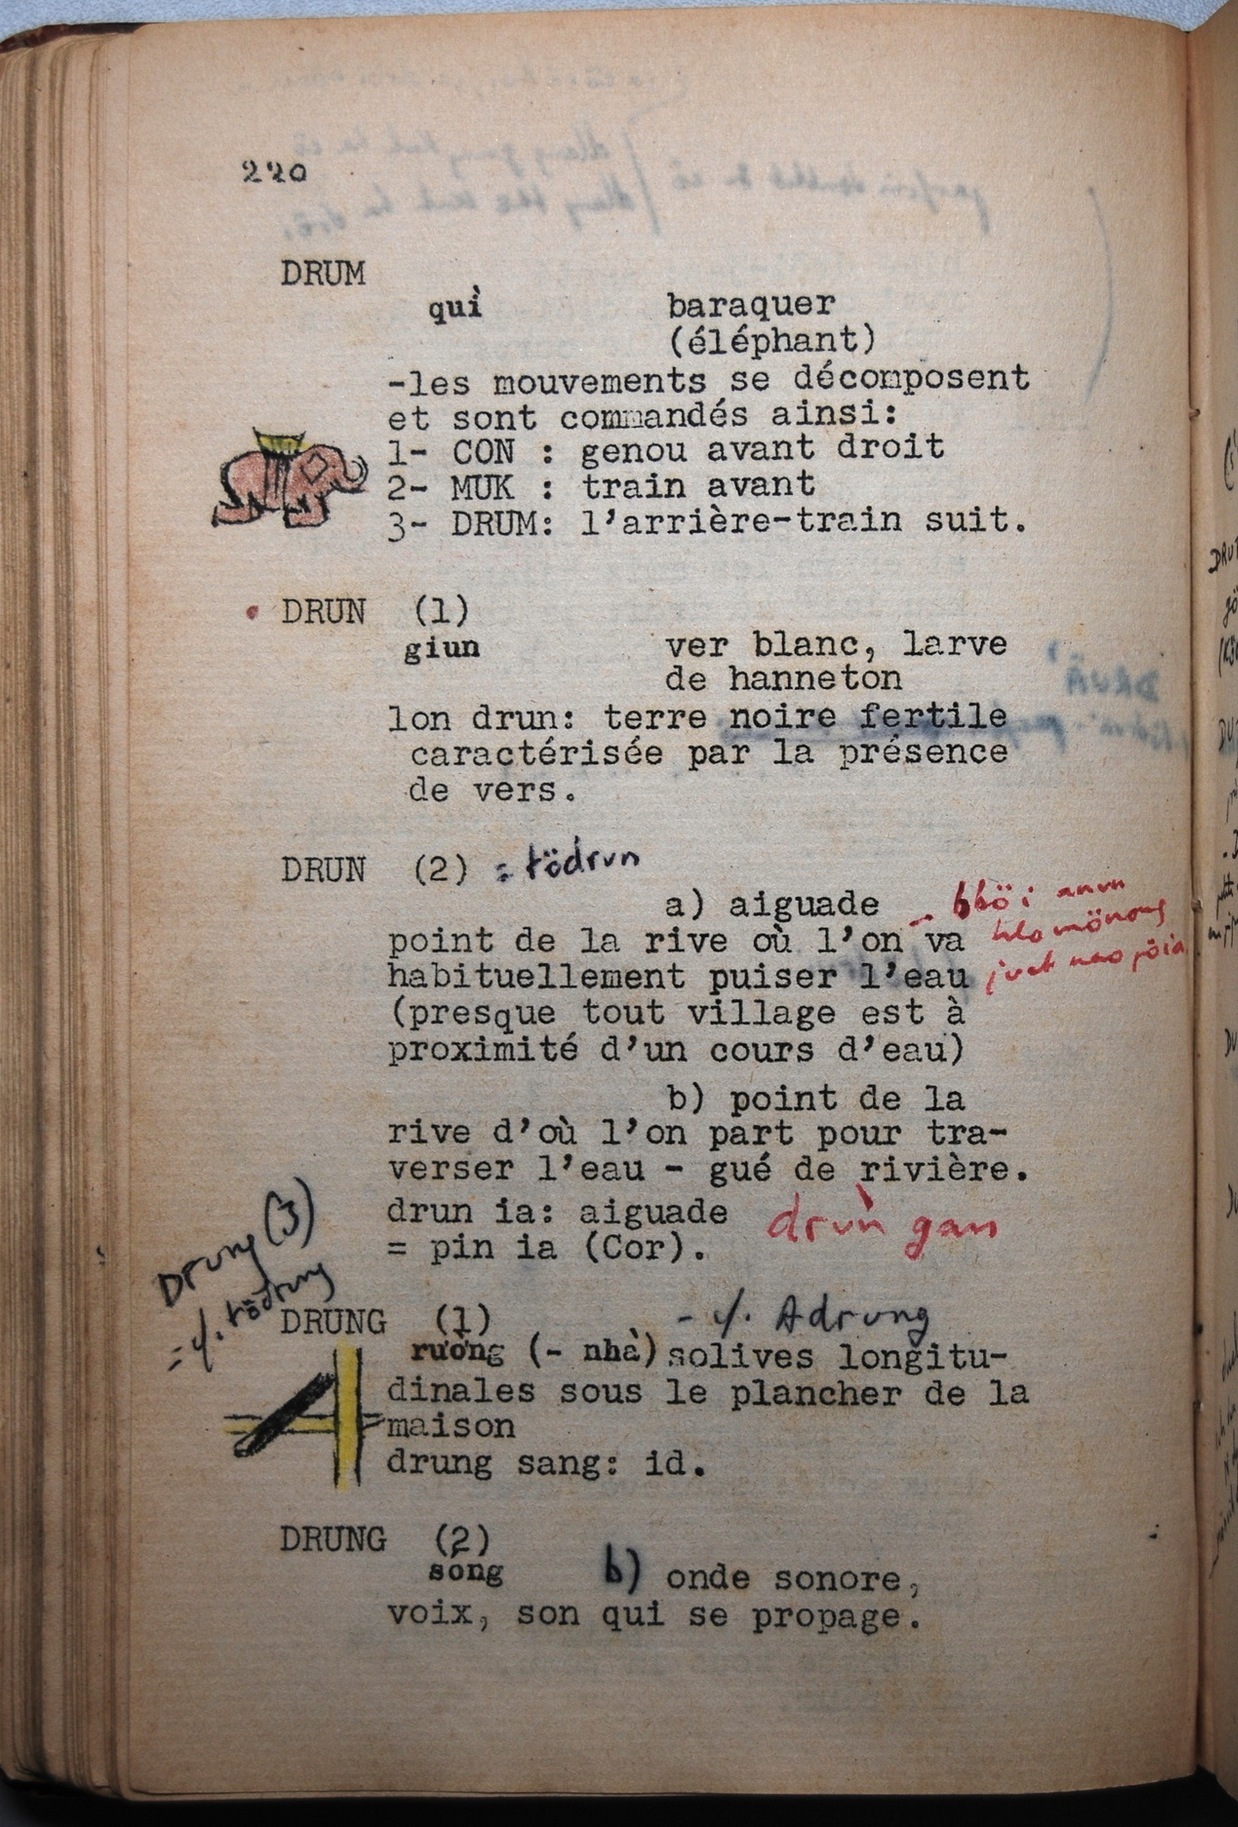 220
DRUM
quì baraquer
(éléphant)
-les mouvements se décomposent
et sont commandés ainsi:
1- CON : genou avant droit
2- MUK : train avant
3- DRUM: l'arrière-train suit.
DRUN (1)
giun ver blanc, larve
de hanneton
lon drun: terre noire fertile
caractérisée par la présence
de vers.
DRUN (2) = tödrun
a) aiguade
point de la rive où l'on va
habituellement puiser l'eau
(presque tout village est à
proximité d'un cours d'eau)
b) point de la
rive d'où l'on part pour tra-
verser l'eau - gué de rivière.
drun ia: aiguade drun gan
= pin ia (Cor).
Drung (3)
= cf. tödrung
DRUNG (1) - cf. Adrung
rương (- nhà) solives longitu-
dinales sous le plancher de la
maison
drung sang: id.
DRUNG (2)
sóng b) onde sonore,
voix, son qui se propage.